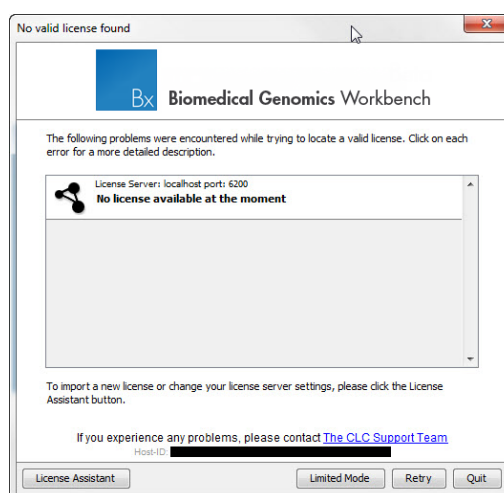 No valid license found
Bx Biomedical Genomics Workbench
The following problems were encountered while trying to locate a valid license. Click on each
error for a more detailed description.
License Server: localhost port: 6200
No license available at the moment
To import a new license or change your license server settings, please click the License
Assistant button.
If you experience any problems, please contact The CLC Support Team
Host-ID:
License Assistant Limited Mode Retry Quit